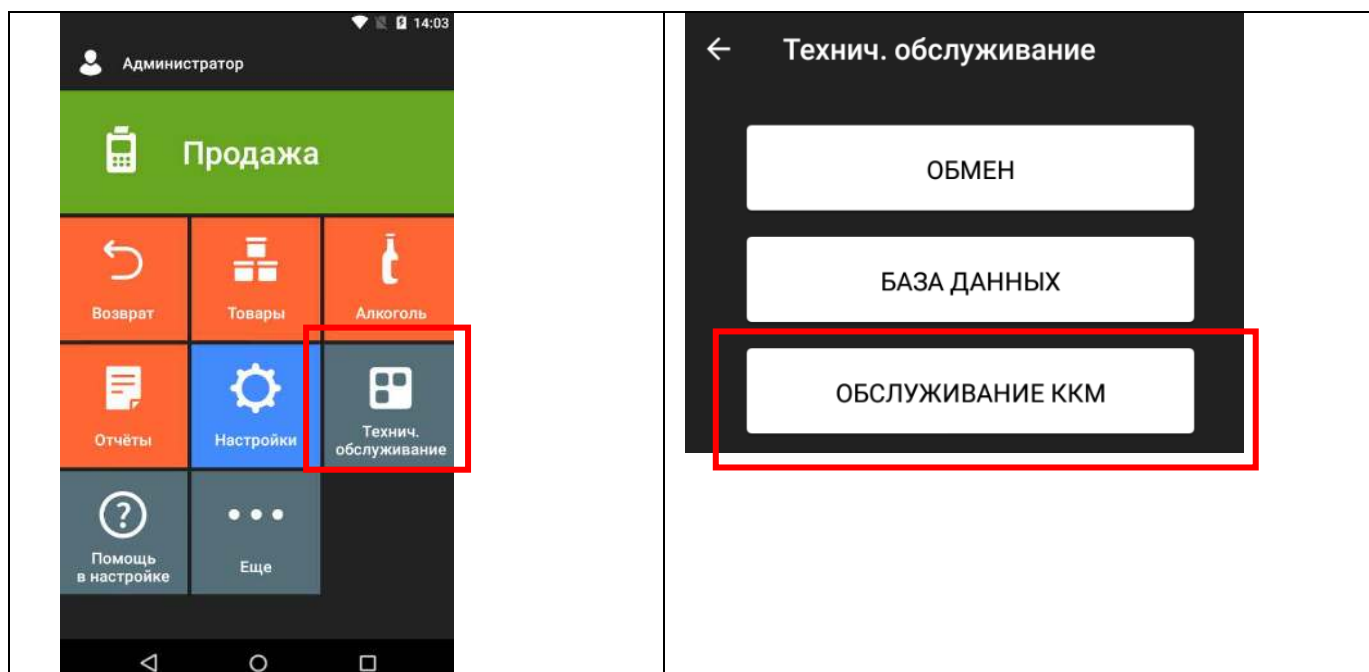 14:03
Администратор
Продажа
Возврат
Товары
Алкоголь
Отчёты
Настройки
Технич.
обслуживание
Помощь
в настройке
Еще
Технич. обслуживание
ОБМЕН
БАЗА ДАННЫХ
ОБСЛУЖИВАНИЕ ККМ